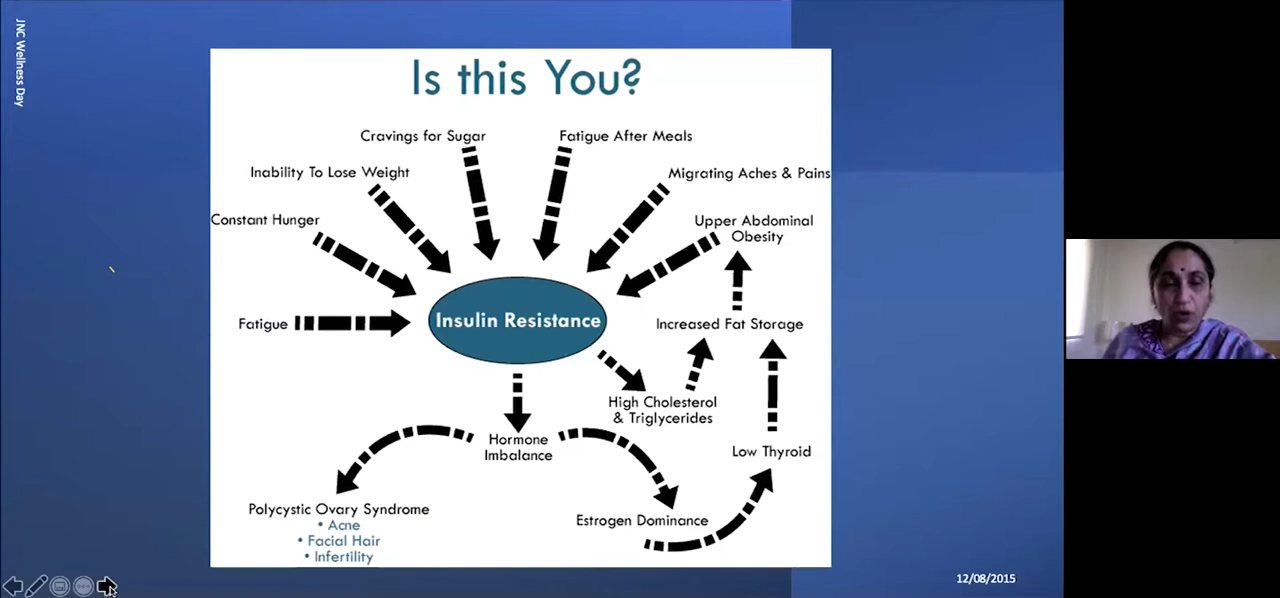 JNC Wellness Day
Is this You?
Cravings for Sugar
Fatigue After Meals
Inability To Lose Weight
Migrating Aches & Pains
Constant Hunger
Upper Abdominal
Obesity
Fatigue
Insulin Resistance
Increased Fat Storage
High Cholesterol
& Triglycerides
Hormone
Imbalance
Low Thyroid
Polycystic Ovary Syndrome
• Acne
• Facial Hair
• Infertility
Estrogen Dominance
12/08/2015